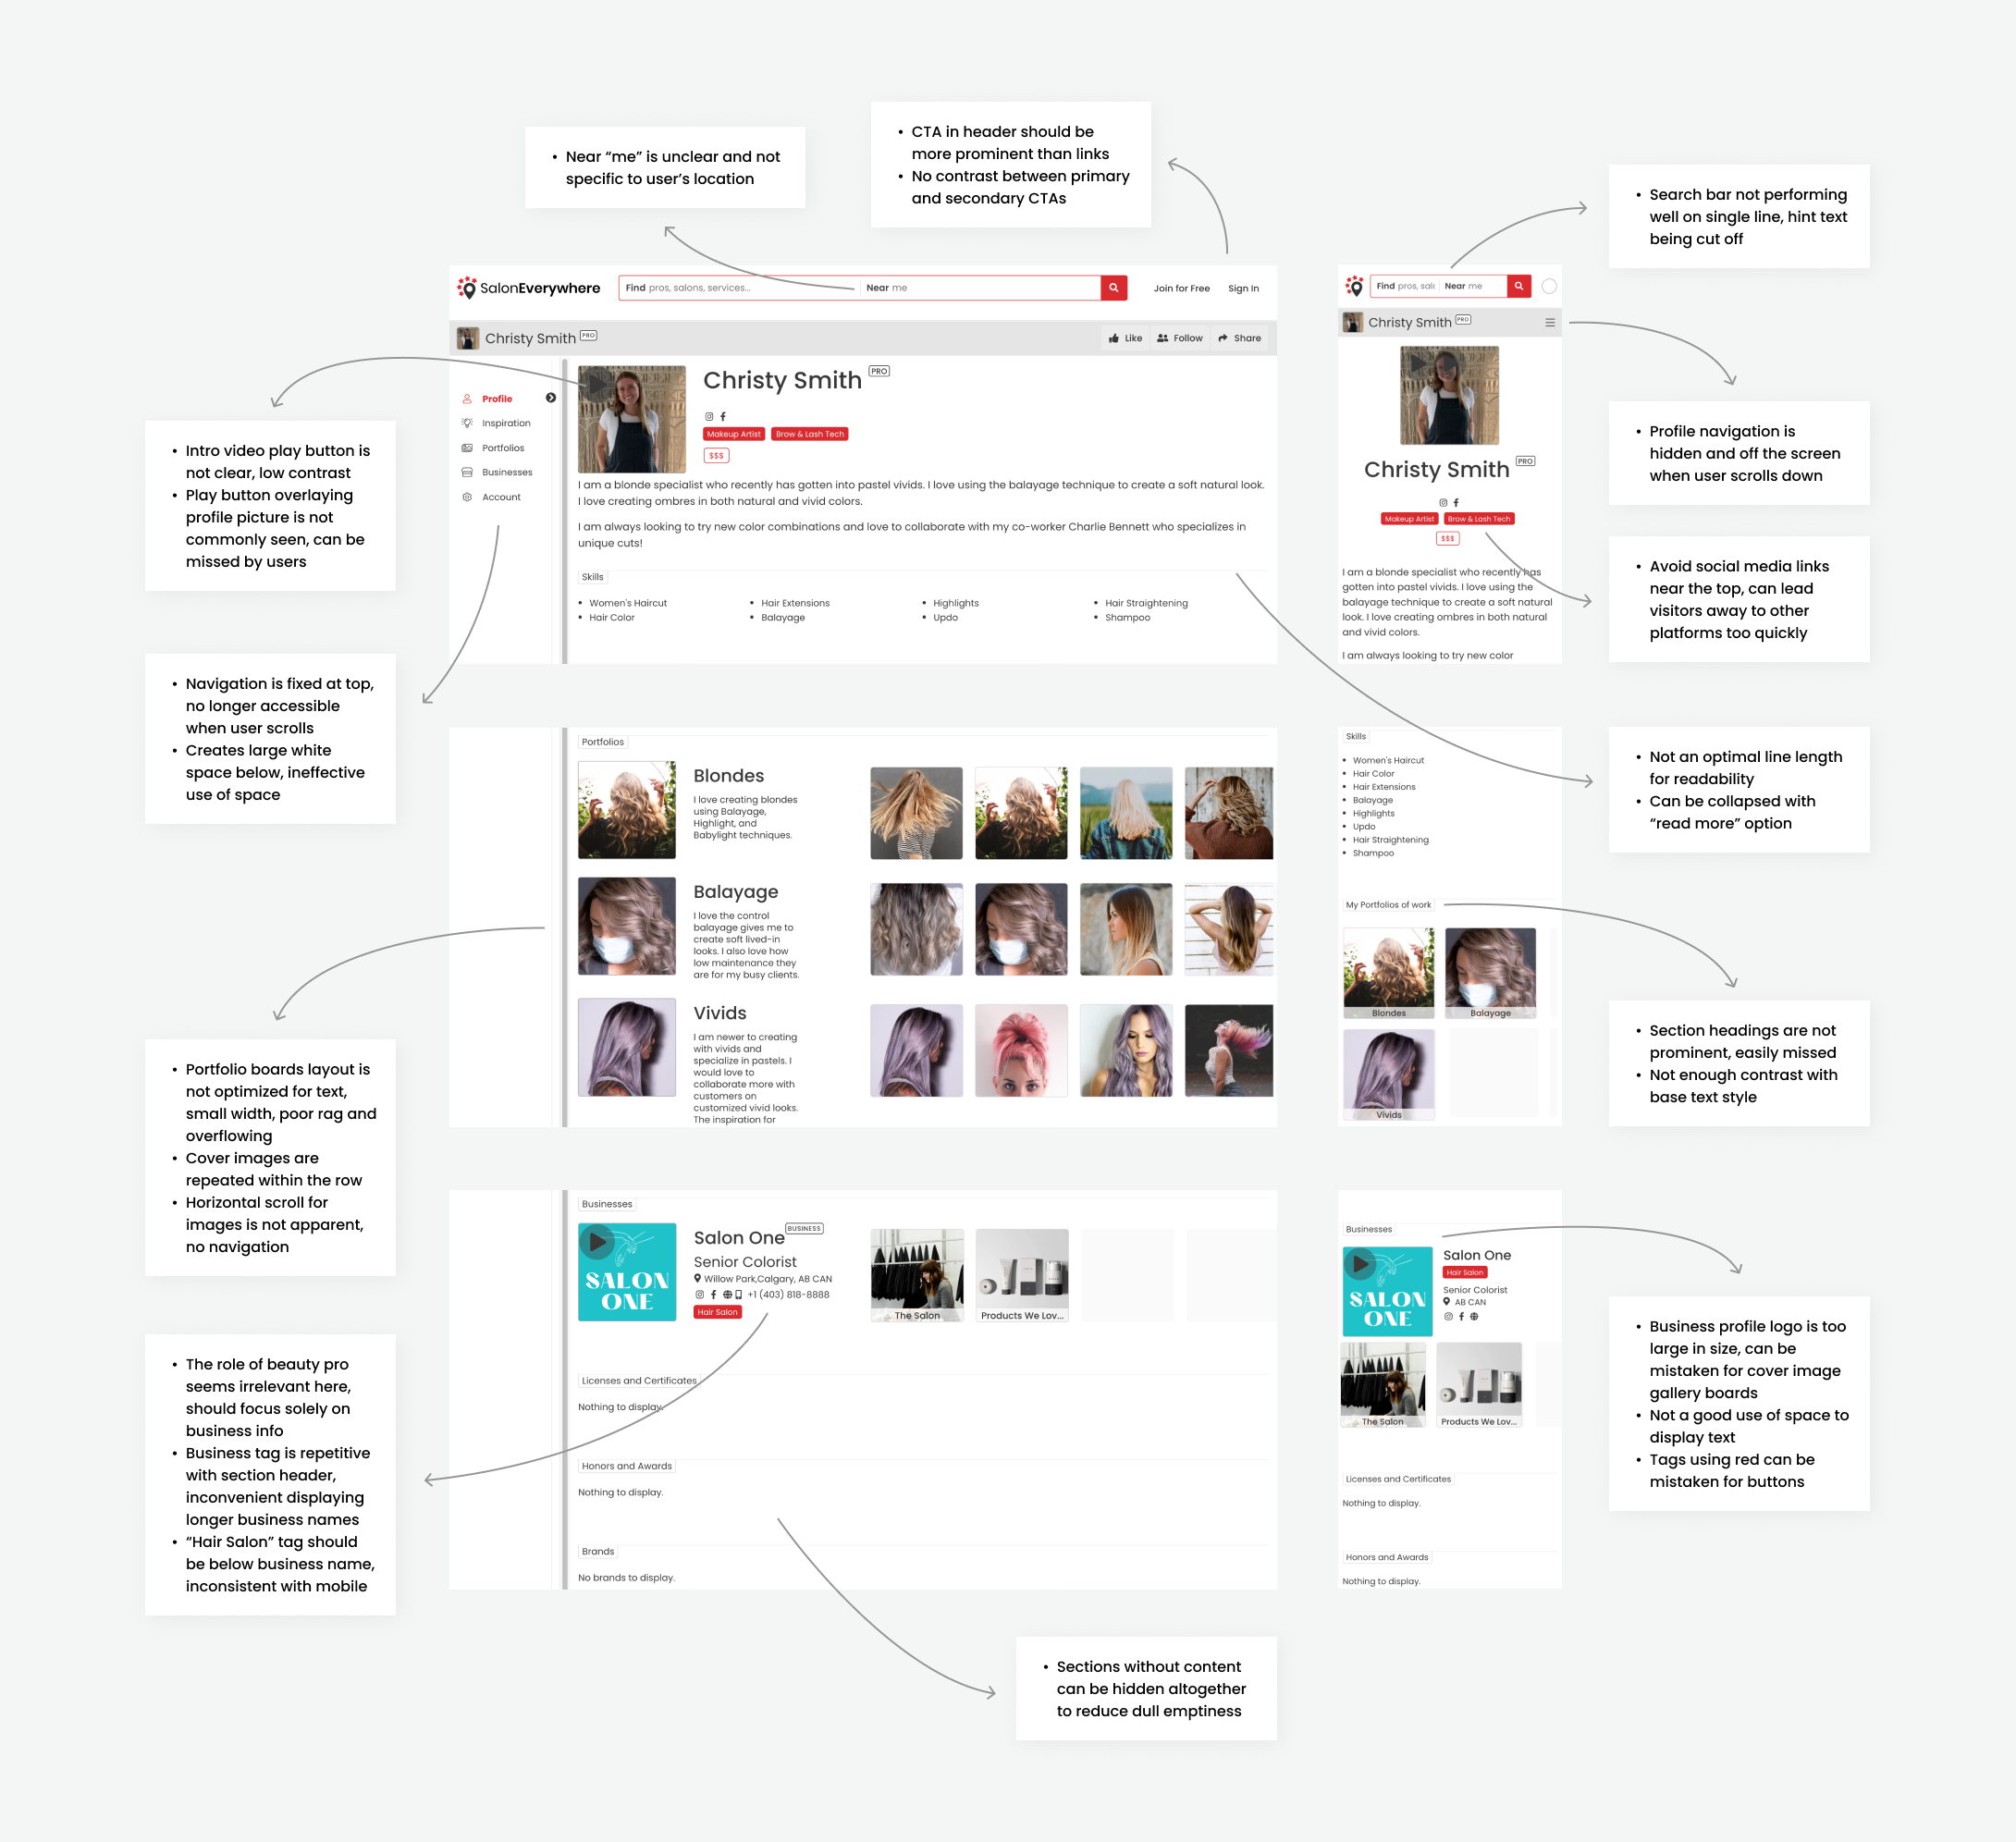 • Near “me” is unclear and not
specific to user’s location
• CTA in header should be
more prominent than links
• No contrast between primary
and secondary CTAs
• Search bar not performing
well on single line, hint text
being cut off
SalonEverywhere
Find pros, salons, services...
Near me
Join for Free
Sign In
Christy Smith PRO
Like
Follow
Share
Profile
Inspiration
Portfolios
Businesses
Account
Christy Smith PRO
Makeup Artist
Brow & Lash Tech
$$$
I am a blonde specialist who recently has gotten into pastel vivids. I love using the balayage technique to create a soft natural look.
I love creating ombres in both natural and vivid colors.
I am always looking to try new color combinations and love to collaborate with my co-worker Charlie Bennett who specializes in
unique cuts!
Skills
• Women's Haircut
• Hair Color
• Hair Extensions
• Balayage
• Highlights
• Updo
• Hair Straightening
• Shampoo
Find pros, salo
Near me
Christy Smith PRO
Christy Smith PRO
Makeup Artist
Brow & Lash Tech
$$$
I am a blonde specialist who recently has
gotten into pastel vivids. I love using the
balayage technique to create a soft natural
look. I love creating ombres in both natural
and vivid colors.
I am always looking to try new color
• Intro video play button is
not clear, low contrast
• Play button overlaying
profile picture is not
commonly seen, can be
missed by users
• Profile navigation is
hidden and off the screen
when user scrolls down
• Avoid social media links
near the top, can lead
visitors away to other
platforms too quickly
• Navigation is fixed at top,
no longer accessible
when user scrolls
• Creates large white
space below, ineffective
use of space
Portfolios
Blondes
I love creating blondes
using Balayage,
Highlight, and
Babylight techniques.
Balayage
I love the control
balayage gives me to
create soft lived-in
looks. I also love how
low maintenance they
are for my busy clients.
Vivids
I am newer to creating
with vivids and
specialize in pastels. I
would love to
collaborate more with
customers on
customized vivid looks.
The inspiration for
Skills
• Women's Haircut
• Hair Color
• Hair Extensions
• Balayage
• Highlights
• Updo
• Hair Straightening
• Shampoo
My Portfolios of work
Blondes
Balayage
Vivids
• Not an optimal line length
for readability
• Can be collapsed with
“read more” option
• Section headings are not
prominent, easily missed
• Not enough contrast with
base text style
• Portfolio boards layout is
not optimized for text,
small width, poor rag and
overflowing
• Cover images are
repeated within the row
• Horizontal scroll for
images is not apparent,
no navigation
Businesses
SALON
ONE
Salon One BUSINESS
Senior Colorist
Willow Park,Calgary, AB CAN
+1 (403) 818-8888
Hair Salon
The Salon
Products We Lov...
Licenses and Certificates
Nothing to display.
Honors and Awards
Nothing to display.
Brands
No brands to display.
Businesses
SALON
ONE
Salon One
Hair Salon
Senior Colorist
AB CAN
The Salon
Products We Lov...
Licenses and Certificates
Nothing to display.
Honors and Awards
Nothing to display.
• The role of beauty pro
seems irrelevant here,
should focus solely on
business info
• Business tag is repetitive
with section header,
inconvenient displaying
longer business names
• “Hair Salon” tag should
be below business name,
inconsistent with mobile
• Business profile logo is too
large in size, can be
mistaken for cover image
gallery boards
• Not a good use of space to
display text
• Tags using red can be
mistaken for buttons
• Sections without content
can be hidden altogether
to reduce dull emptiness